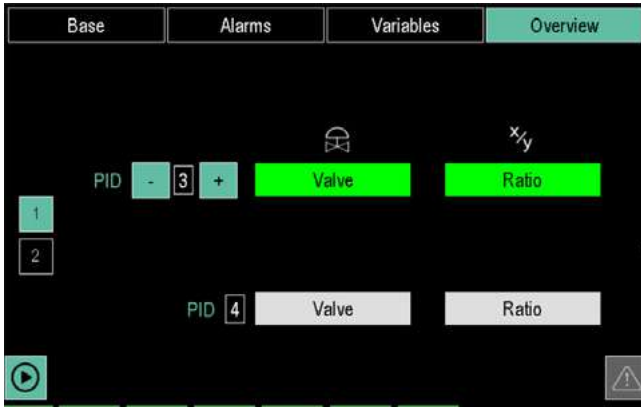 Base Alarms Variables Overview
x/y
PID - 3 + Valve Ratio
1
2
PID 4 Valve Ratio